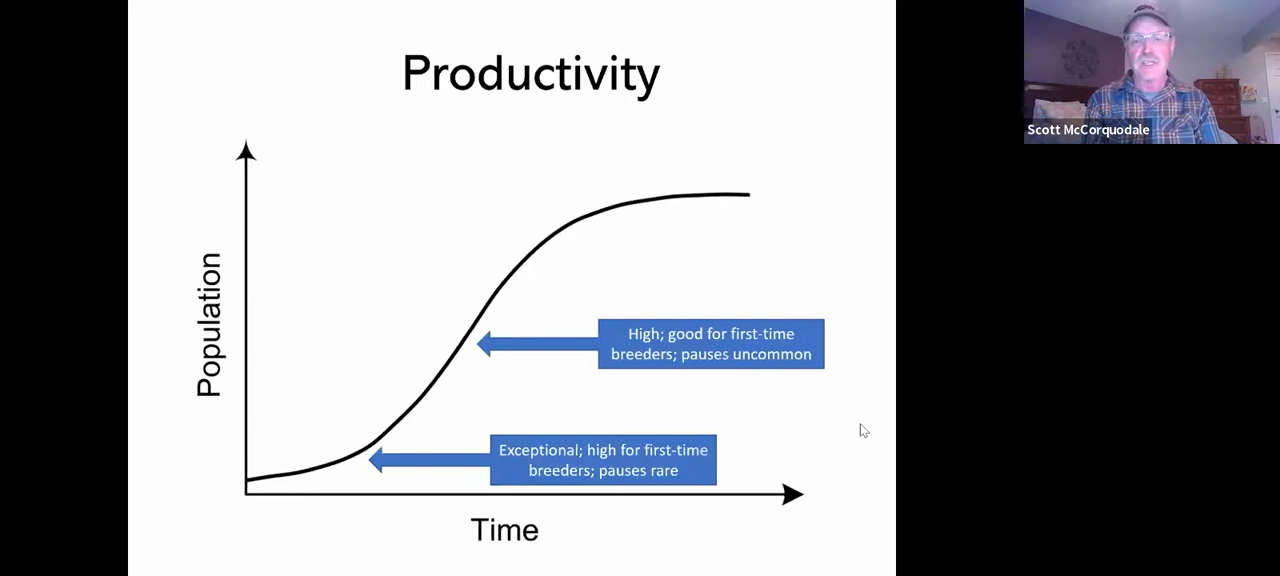 Productivity
Scott McCorquodale
Population
High; good for first-time
breeders; pauses uncommon
Exceptional; high for first-time
breeders; pauses rare
Time